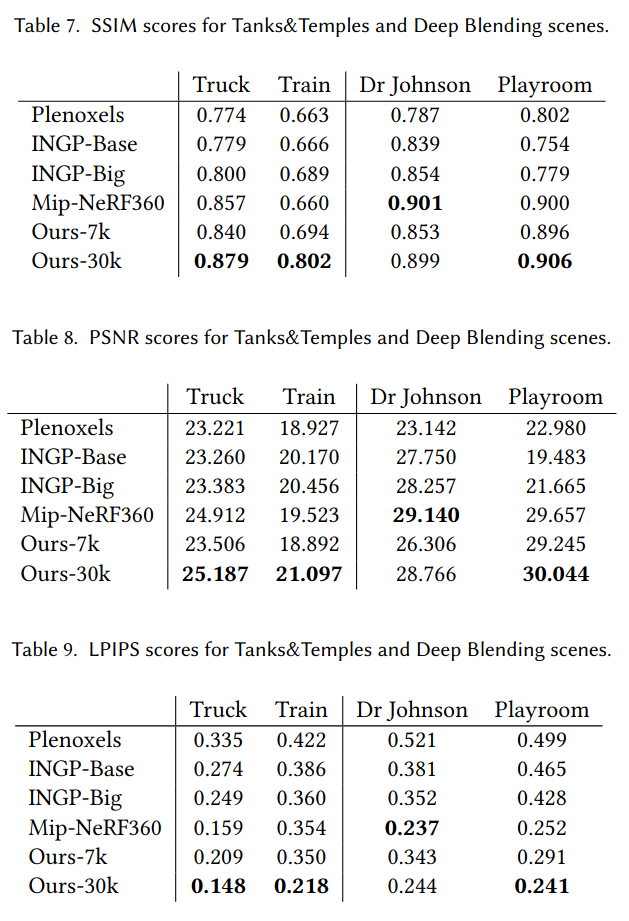 Table 7. SSIM scores for Tanks&Temples and Deep Blending scenes.
Truck Train Dr Johnson Playroom
Plenoxels 0.774 0.663 0.787 0.802
INGP-Base 0.779 0.666 0.839 0.754
INGP-Big 0.800 0.689 0.854 0.779
Mip-NeRF360 0.857 0.660 0.901 0.900
Ours-7k 0.840 0.694 0.853 0.896
Ours-30k 0.879 0.802 0.899 0.906
Table 8. PSNR scores for Tanks&Temples and Deep Blending scenes.
Truck Train Dr Johnson Playroom
Plenoxels 23.221 18.927 23.142 22.980
INGP-Base 23.260 20.170 27.750 19.483
INGP-Big 23.383 20.456 28.257 21.665
Mip-NeRF360 24.912 19.523 29.140 29.657
Ours-7k 23.506 18.892 26.306 29.245
Ours-30k 25.187 21.097 28.766 30.044
Table 9. LPIPS scores for Tanks&Temples and Deep Blending scenes.
Truck Train Dr Johnson Playroom
Plenoxels 0.335 0.422 0.521 0.499
INGP-Base 0.274 0.386 0.381 0.465
INGP-Big 0.249 0.360 0.352 0.428
Mip-NeRF360 0.159 0.354 0.237 0.252
Ours-7k 0.209 0.350 0.343 0.291
Ours-30k 0.148 0.218 0.244 0.241